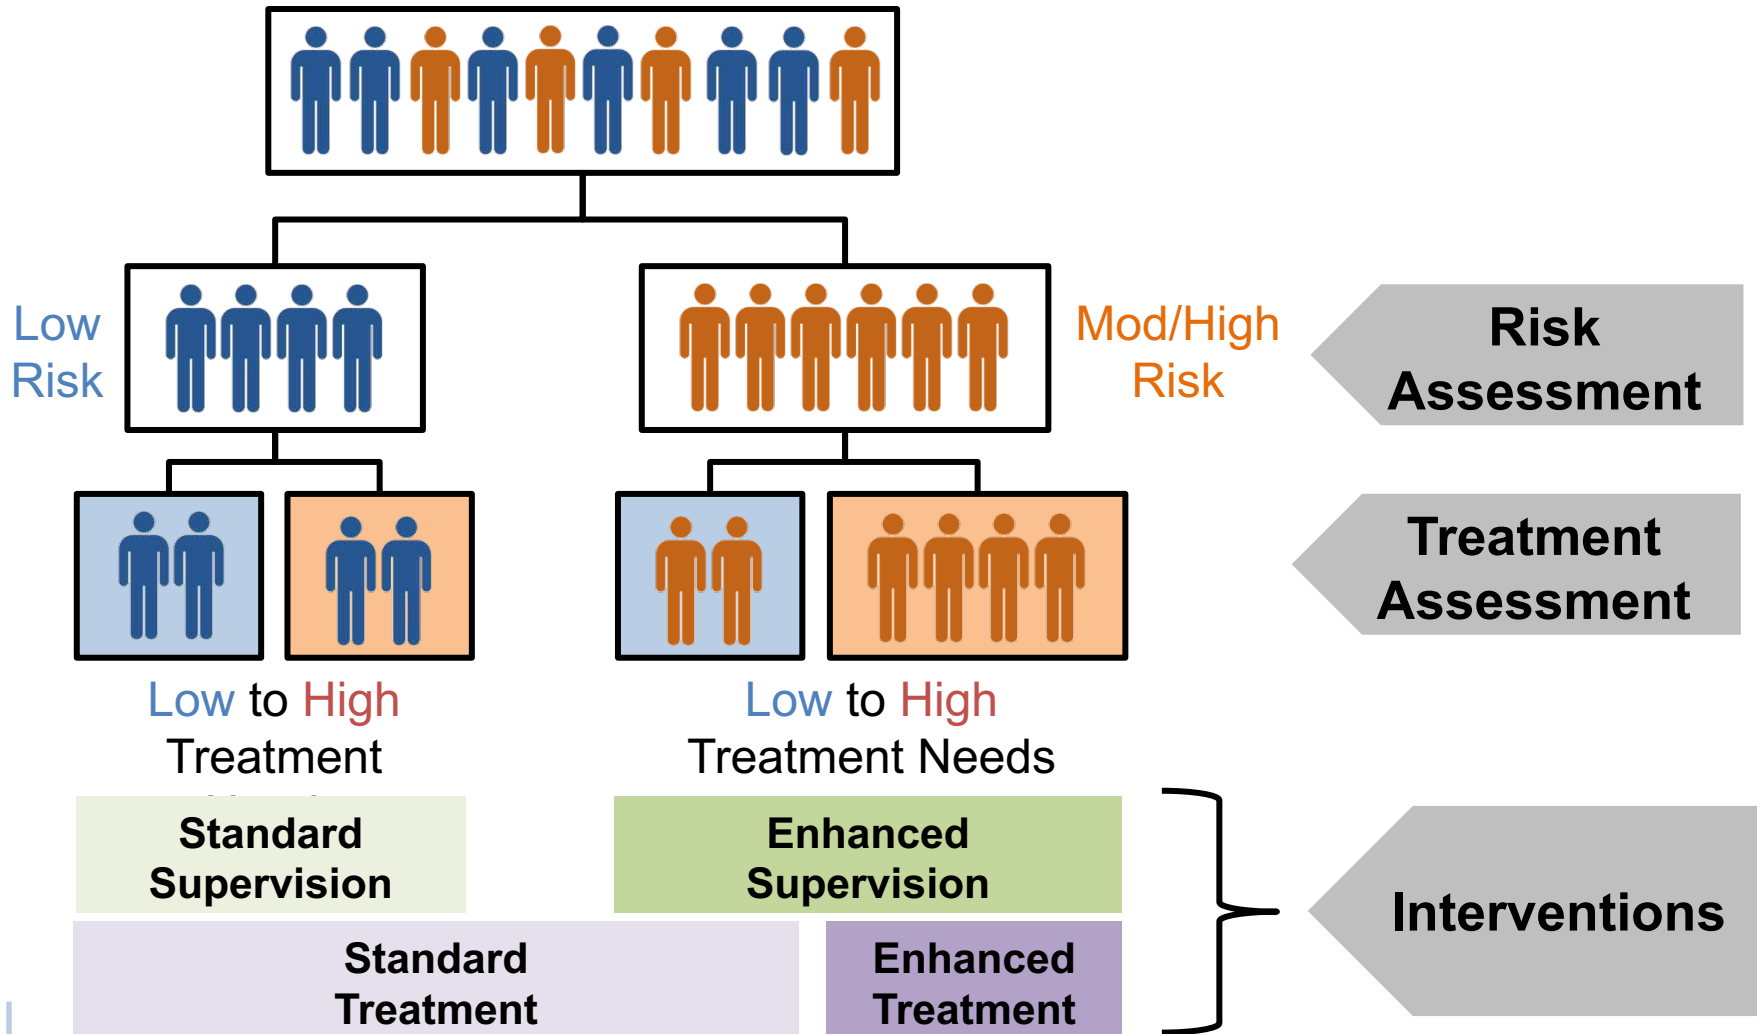 Low
Risk
Mod/High
Risk
Risk
Assessment
Treatment
Assessment
Low to High
Treatment
Low to High
Treatment Needs
Standard
Supervision
Enhanced
Supervision
Interventions
Standard
Treatment
Enhanced
Treatment